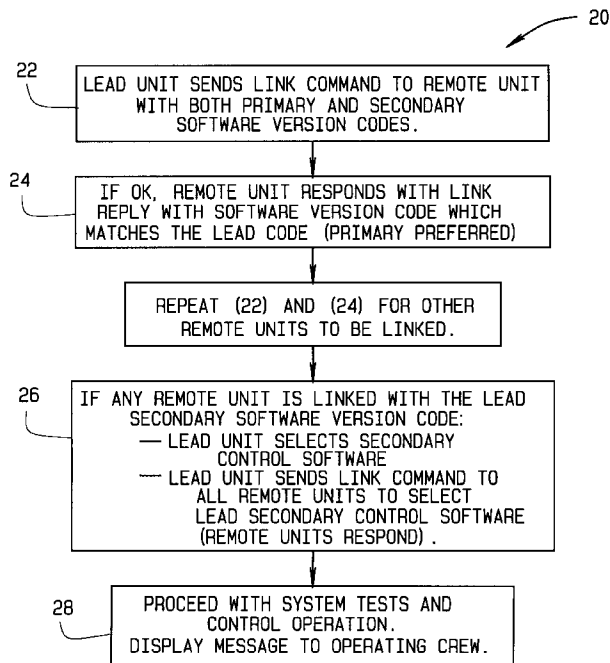 20
22
LEAD UNIT SENDS LINK COMMAND TO REMOTE UNIT
WITH BOTH PRIMARY AND SECONDARY
SOFTWARE VERSION CODES.
24
IF OK, REMOTE UNIT RESPONDS WITH LINK
REPLY WITH SOFTWARE VERSION CODE WHICH
MATCHES THE LEAD CODE (PRIMARY PREFERRED)
REPEAT (22) AND (24) FOR OTHER
REMOTE UNITS TO BE LINKED.
26
IF ANY REMOTE UNIT IS LINKED WITH THE LEAD
SECONDARY SOFTWARE VERSION CODE:
— LEAD UNIT SELECTS SECONDARY
CONTROL SOFTWARE
— LEAD UNIT SENDS LINK COMMAND TO
ALL REMOTE UNITS TO SELECT
LEAD SECONDARY CONTROL SOFTWARE
(REMOTE UNITS RESPOND).
28
PROCEED WITH SYSTEM TESTS AND
CONTROL OPERATION.
DISPLAY MESSAGE TO OPERATING CREW.